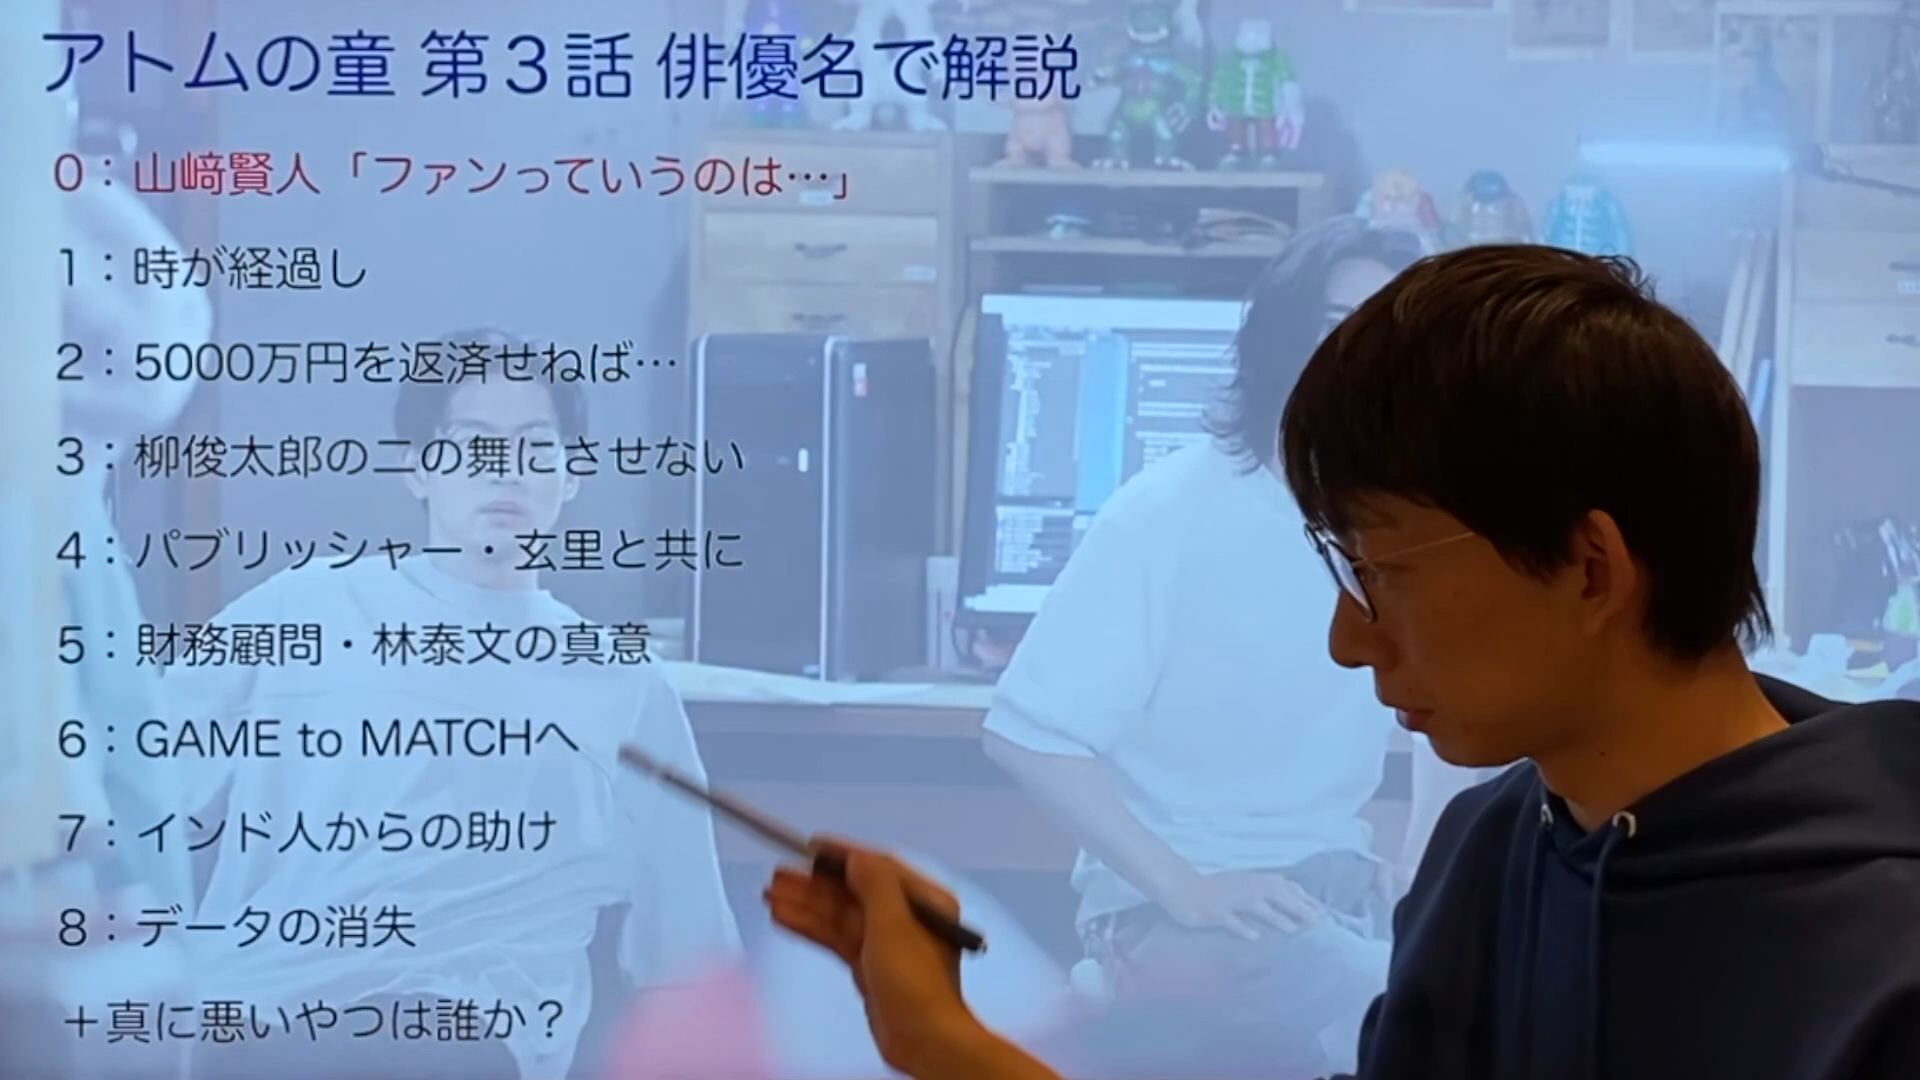 アトムの童 第3話 俳優名で解説
0：山﨑賢人「ファンっていうのは…」
1：時が経過し
2：5000万円を返済せねば…
3：柳俊太郎の二の舞にさせない
4：パブリッシャー・玄里と共に
5：財務顧問・林泰文の真意
6：GAME to MATCHへ
7：インド人からの助け
8：データの消失
＋真に悪いやつは誰か？